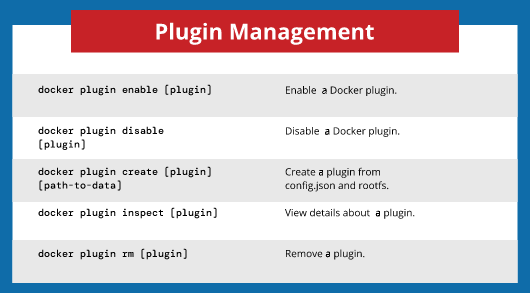 Plugin Management
docker plugin enable [plugin]
Enable a Docker plugin.
docker plugin disable
[plugin]
Disable a Docker plugin.
docker plugin create [plugin]
[path-to-data]
Create a plugin from
config.json and rootfs.
docker plugin inspect [plugin]
View details about a plugin.
docker plugin rm [plugin]
Remove a plugin.